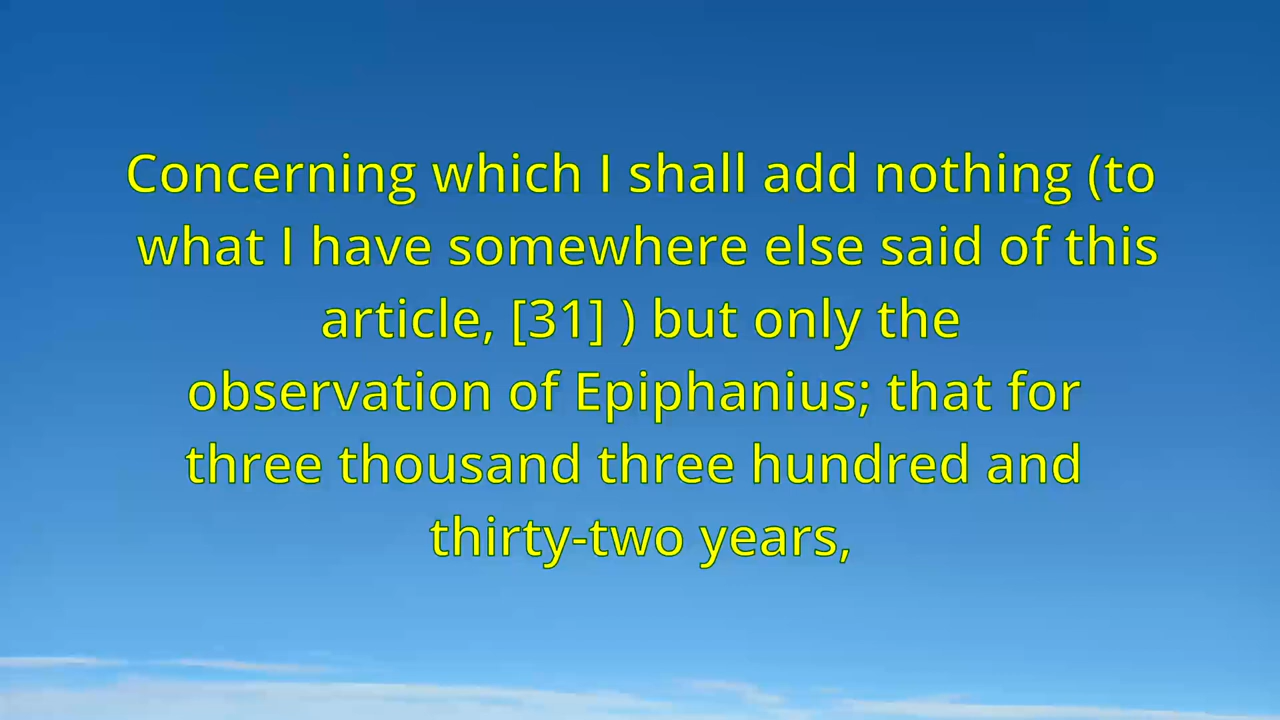 Concerning which I shall add nothing (to
what I have somewhere else said of this
article, [31] ) but only the
observation of Epiphanius; that for
three thousand three hundred and
thirty-two years,